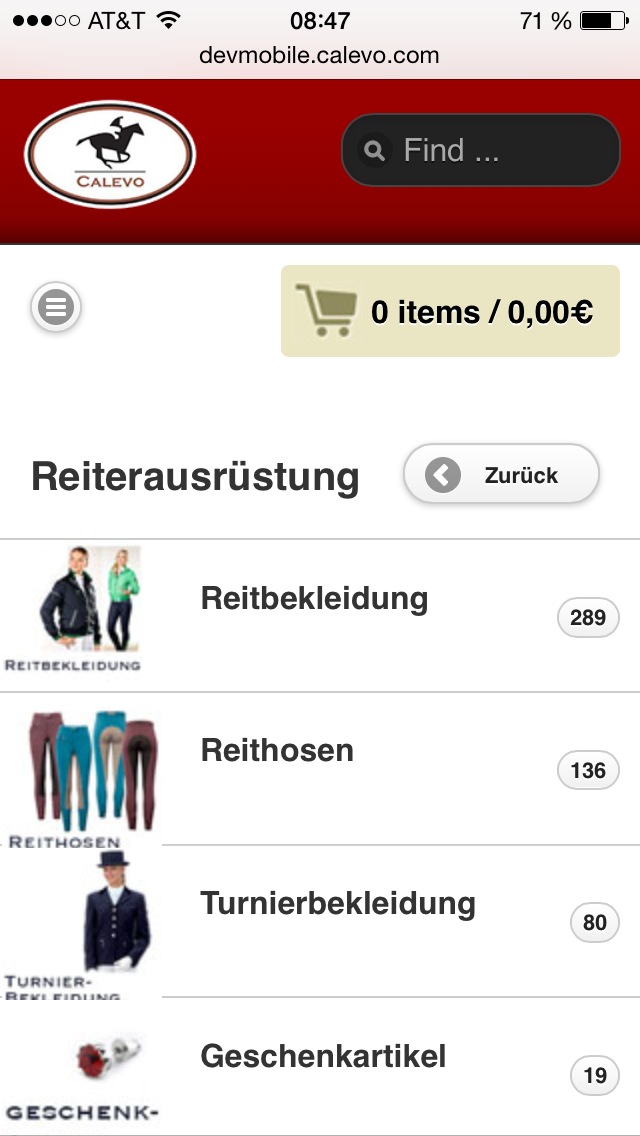 AT&T 08:47 71 %
devmobile.calevo.com
CALEVO
Find ...
0 items / 0,00€
Reiterausrüstung
Zurück
Reitbekleidung
289
REITBEKLEIDUNG
Reithosen
136
REITHOSEN
Turnierbekleidung
80
TURNIER-
BEKLEIDUNG
Geschenkartikel
19
GESCHENK-